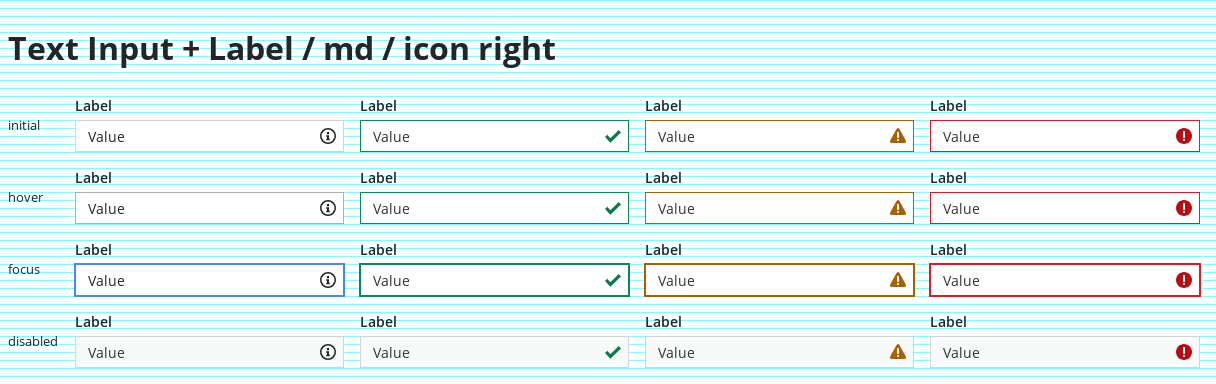 Text Input + Label / md / icon right
Label Label Label Label
initial Value Value Value Value
Label Label Label Label
hover Value Value Value Value
Label Label Label Label
focus Value Value Value Value
Label Label Label Label
disabled Value Value Value Value